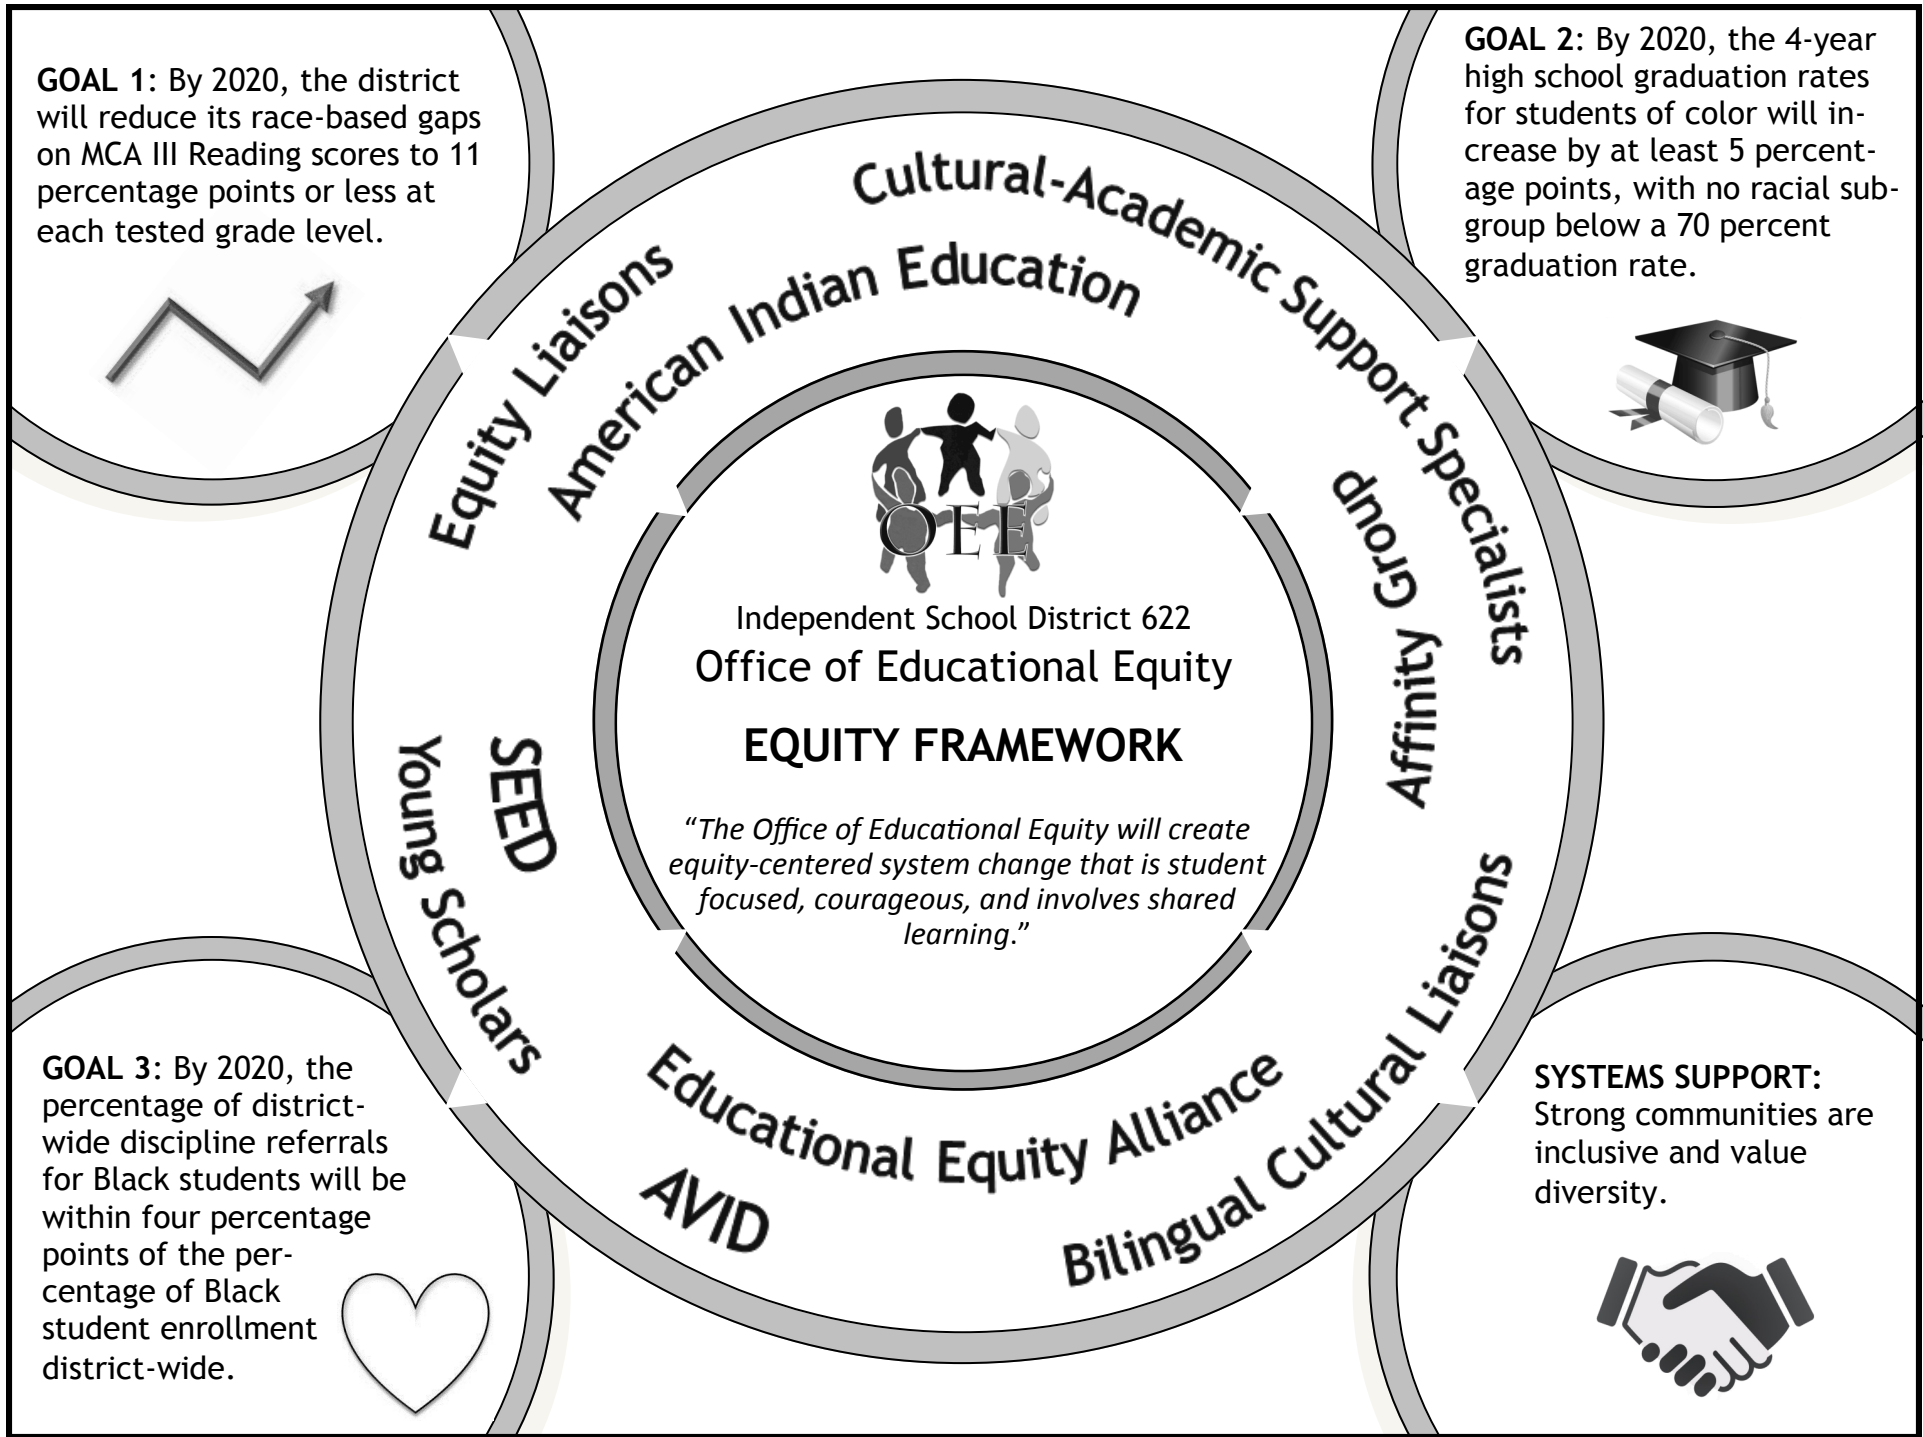 GOAL 1: By 2020, the district
will reduce its race-based gaps
on MCA III Reading scores to 11
percentage points or less at
each tested grade level.
GOAL 2: By 2020, the 4-year
high school graduation rates
for students of color will in-
crease by at least 5 percent-
age points, with no racial sub-
group below a 70 percent
graduation rate.
Equity Liaisons
American Indian Education
Cultural-Academic Support Specialists
Affinity Group
OEE
Independent School District 622
Office of Educational Equity
EQUITY FRAMEWORK
“The Office of Educational Equity will create
equity-centered system change that is student
focused, courageous, and involves shared
learning.”
SEED
Young Scholars
Educational Equity Alliance
AVID
Bilingual Cultural Liaisons
GOAL 3: By 2020, the
percentage of district-
wide discipline referrals
for Black students will be
within four percentage
points of the per-
centage of Black
student enrollment
district-wide.
SYSTEMS SUPPORT:
Strong communities are
inclusive and value
diversity.